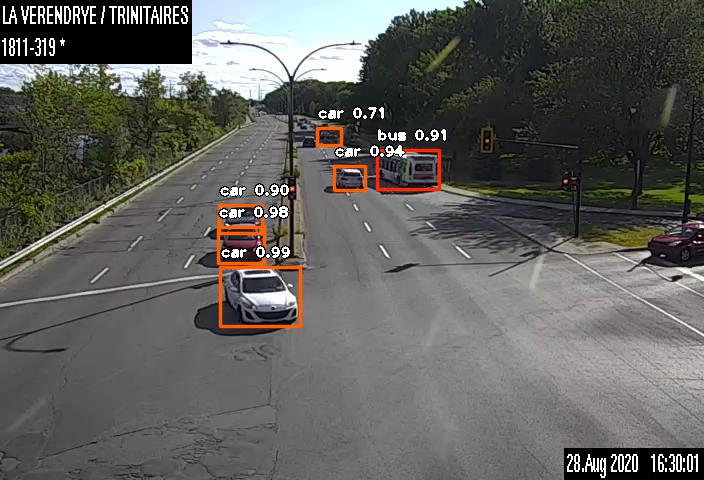 LA VERENDRYE / TRINITAIRES
1811-319 *
car 0.71
bus 0.91
car 0.94
car 0.90
car 0.98
car 0.99
28.Aug 2020 16:30:01